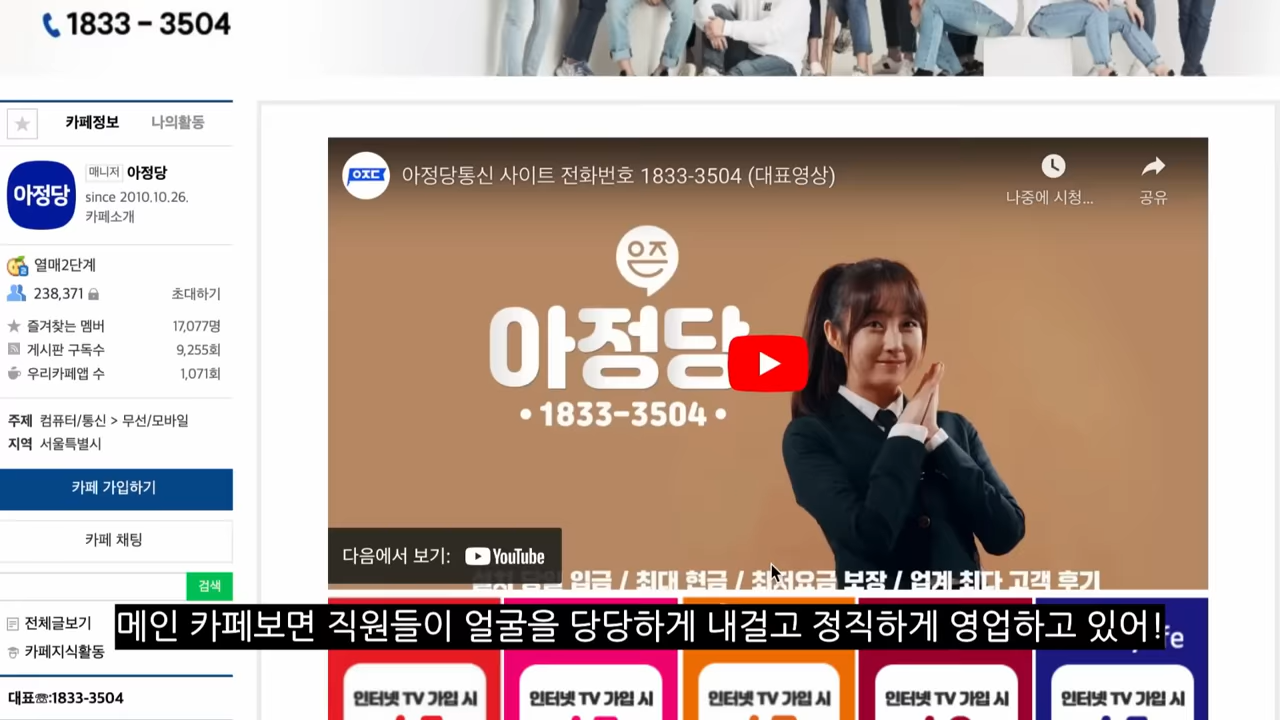 1833 - 3504
카페정보 나의활동
아정당
매니저 아정당
since 2010.10.26.
카페소개
열매2단계
238,371 초대하기
즐겨찾는 멤버 17,077명
게시판 구독수 9,255회
우리카페앱 수 1,071회
주제 컴퓨터/통신 > 무선/모바일
지역 서울특별시
카페 가입하기
카페 채팅
검색
전체글보기
카페지식활동
대표☏:1833-3504
아정당통신 사이트 전화번호 1833-3504 (대표영상)
나중에 시청...
공유
아정당
• 1833-3504 •
다음에서 보기: YouTube
설치 당일 입금 / 최대 현금 / 최저요금 보장 / 업계 최다 고객 후기
메인 카페보면 직원들이 얼굴을 당당하게 내걸고 정직하게 영업하고 있어!
인터넷 TV 가입 시
인터넷 TV 가입 시
인터넷 TV 가입 시
인터넷 TV 가입 시
인터넷 TV 가입 시